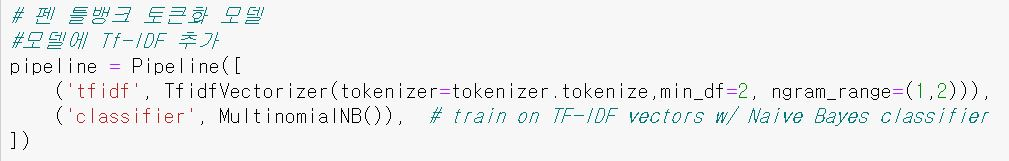 # 펜 틀뱅크 토큰화 모델
#모델에 Tf-IDF 추가
pipeline = Pipeline([
    ('tfidf', TfidfVectorizer(tokenizer=tokenizer.tokenize,min_df=2, ngram_range=(1,2))),
    ('classifier', MultinomialNB()),  # train on TF-IDF vectors w/ Naive Bayes classifier
])